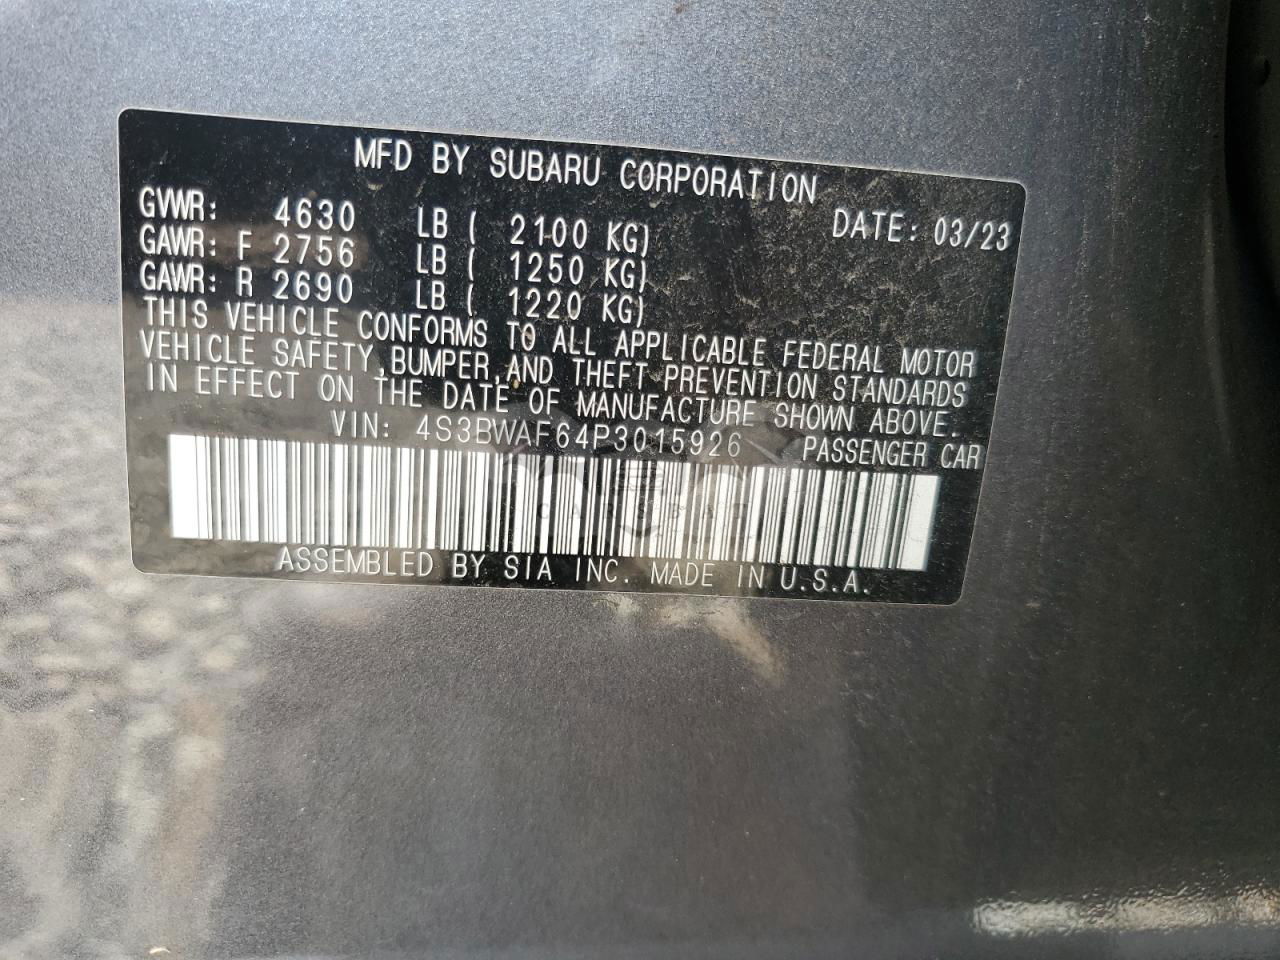 MFD BY SUBARU CORPORATION
DATE: 03/23
GVWR: 4630 LB ( 2100 KG)
GAWR: F 2756 LB ( 1250 KG)
GAWR: R 2690 LB ( 1220 KG)
THIS VEHICLE CONFORMS TO ALL APPLICABLE FEDERAL MOTOR
VEHICLE SAFETY,BUMPER,AND THEFT PREVENTION STANDARDS
IN EFFECT ON THE DATE OF MANUFACTURE SHOWN ABOVE.
VIN: 4S3BWAF64P3015926 PASSENGER CAR
ASSEMBLED BY SIA INC. MADE IN U.S.A.